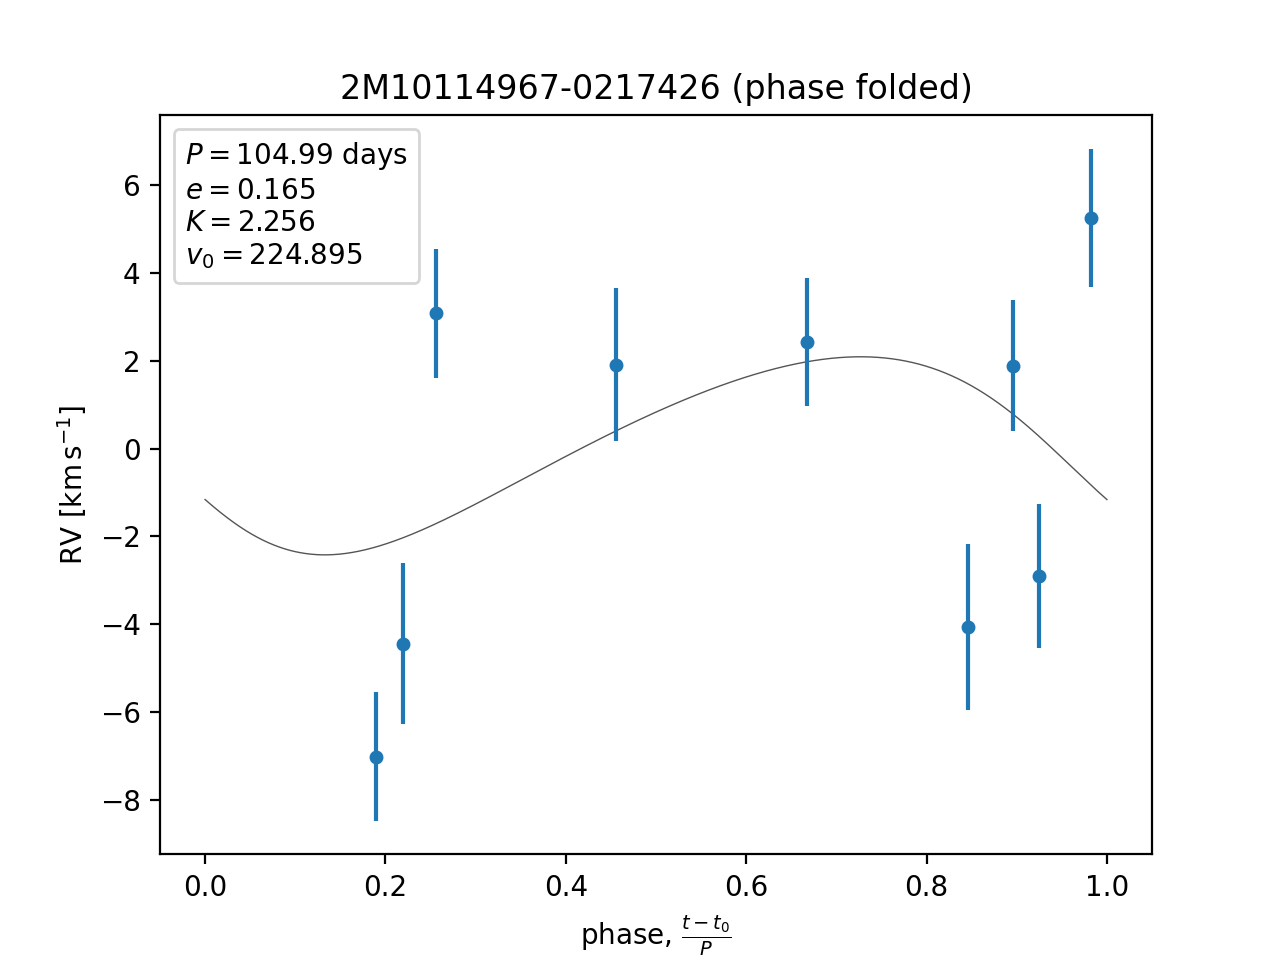 2M10114967-0217426 (phase folded)
P = 104.99 days
e = 0.165
K = 2.256
v₀ = 224.895
6
4
2
0
−2
−4
−6
−8
RV [km s⁻¹]
0.0 0.2 0.4 0.6 0.8 1.0
phase, (t − t₀)/P